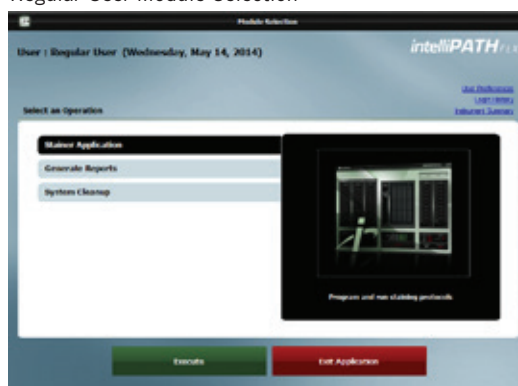 Regular User Module Selection
Module Selection
User : Regular User (Wednesday, May 14, 2014)
intelliPATH FLX
User Preferences
Login History
Instrument Summary
Select an Operation
Stainer Application
Generate Reports
System Cleanup
Program and run staining protocols
Execute
Exit Application